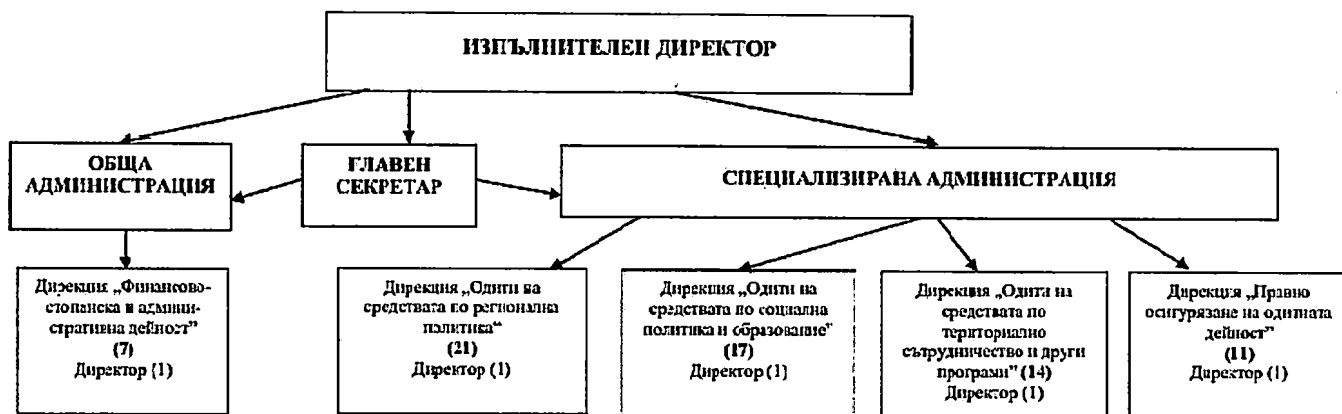 ИЗПЪЛНИТЕЛЕН ДИРЕКТОР
ОБЩА
АДМИНИСТРАЦИЯ
ГЛАВЕН
СЕКРЕТАР
СПЕЦИАЛИЗИРАНА АДМИНИСТРАЦИЯ
Дирекция „Финансово-
стопанска и админи-
стративна дейност”
(7)
Директор (1)
Дирекция „Одити на
средствата по регионална
политика“
(21)
Директор (1)
Дирекция „Одити на
средствата по социална
политика и образование”
(17)
Директор (1)
Дирекция „Одити на
средствата по
териториално
сътрудничество и други
програми” (14)
Директор (1)
Дирекция „Правно
осигурязане на одитната
дейност”
(11)
Директор (1)